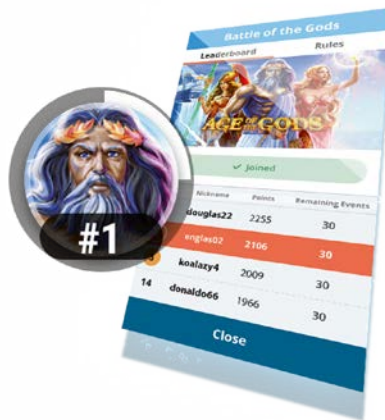 Battle of the Gods
Leaderboard Rules
AGE OF THE GODS
✓ Joined
Nickname Points Remaining Events
douglas22 2255 30
englas02 2106 30
koalazy4 2009 30
14 donaldo66 1966 30
Close
#1